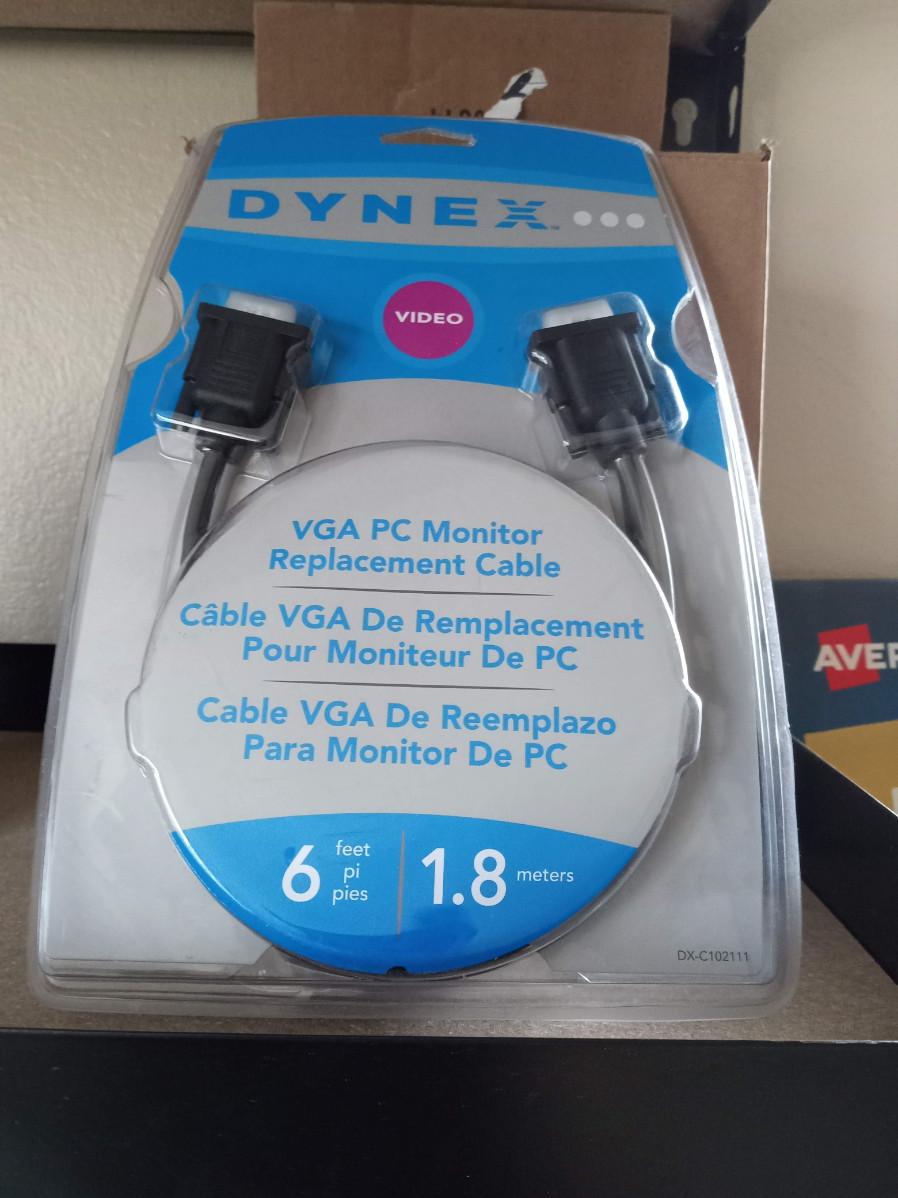 DYNEX
VIDEO
VGA PC Monitor
Replacement Cable
Câble VGA De Remplacement
Pour Moniteur De PC
Cable VGA De Reemplazo
Para Monitor De PC
6 feet
pi
pies
1.8 meters
DX-C102111
AVER